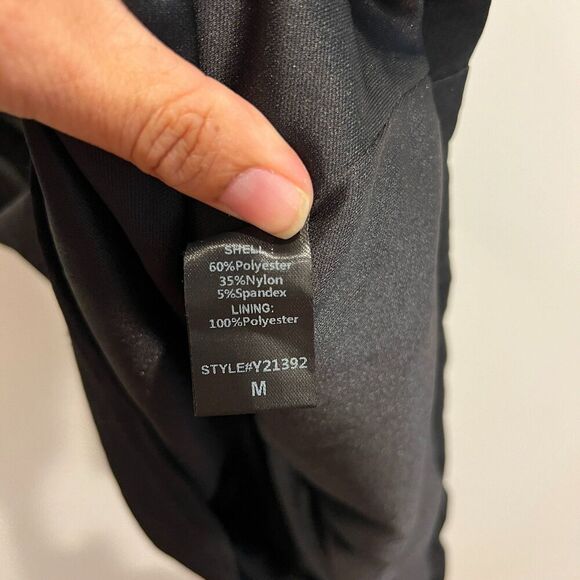 SHELL
60%Polyester
35%Nylon
5%Spandex
LINING:
100%Polyester
STYLE#Y21392
M